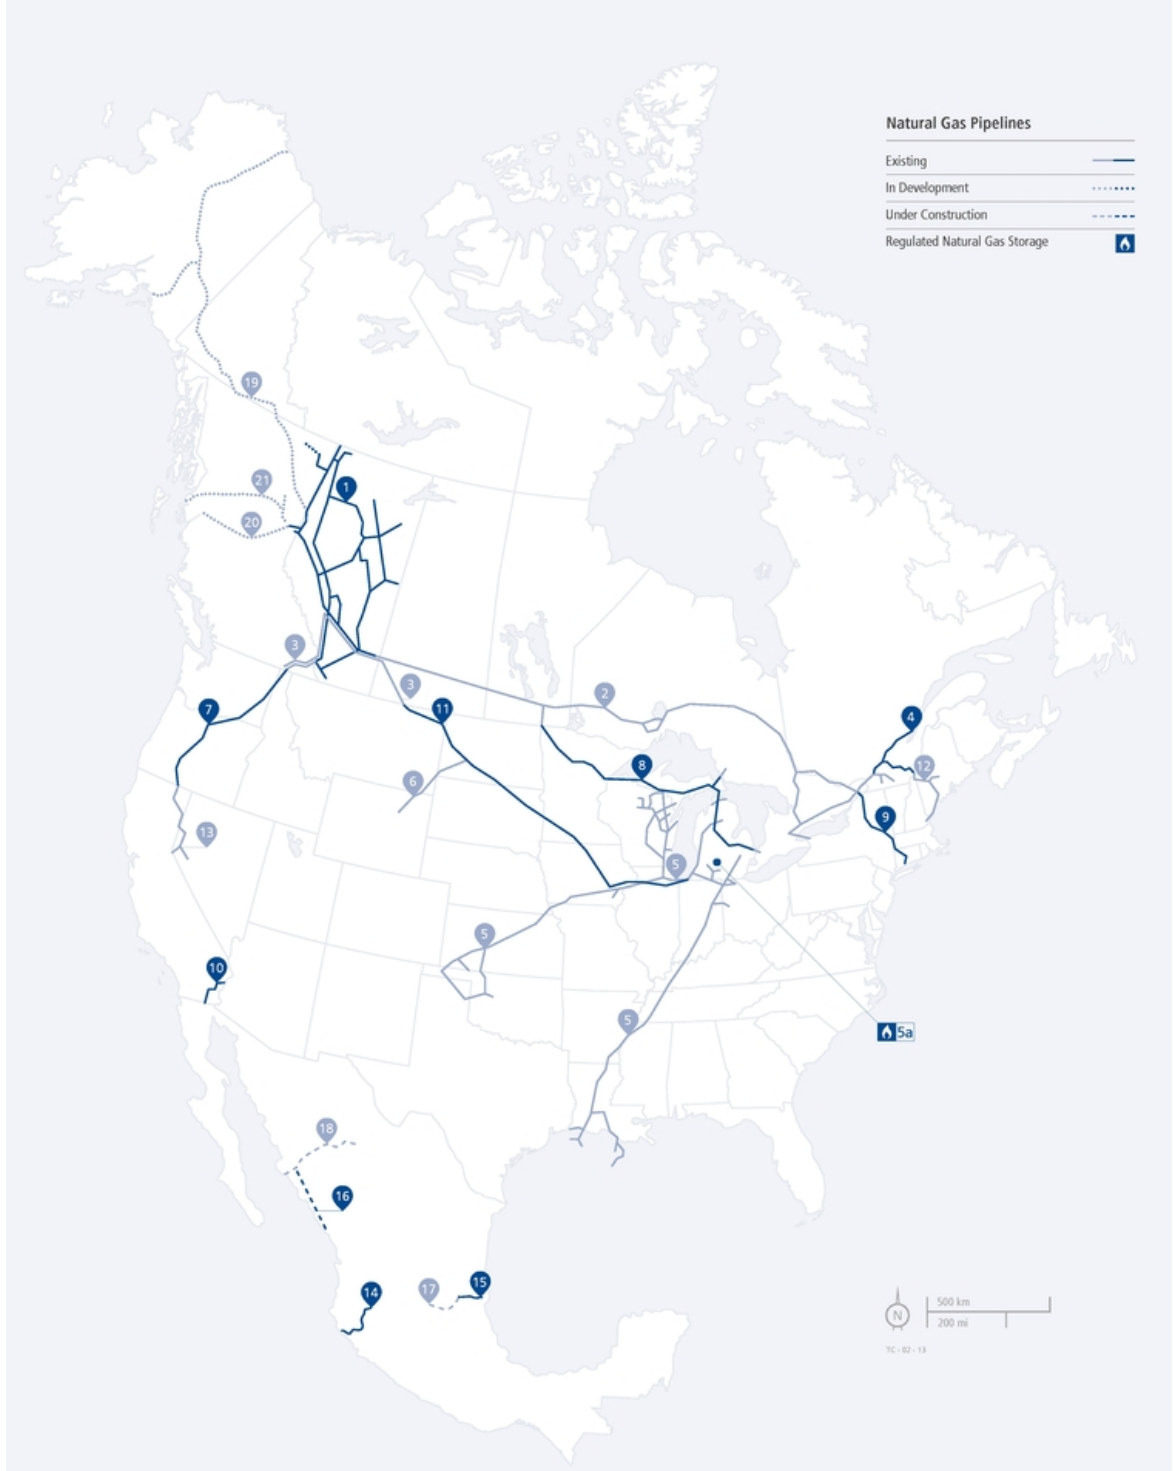 Natural Gas Pipelines
Existing
In Development
Under Construction
Regulated Natural Gas Storage
19
21
1
20
3
3
2
7
11
4
8
12
6
9
13
5
5
10
5
5a
18
16
14
17
15
N
500 km
200 mi
TC - 02 - 13